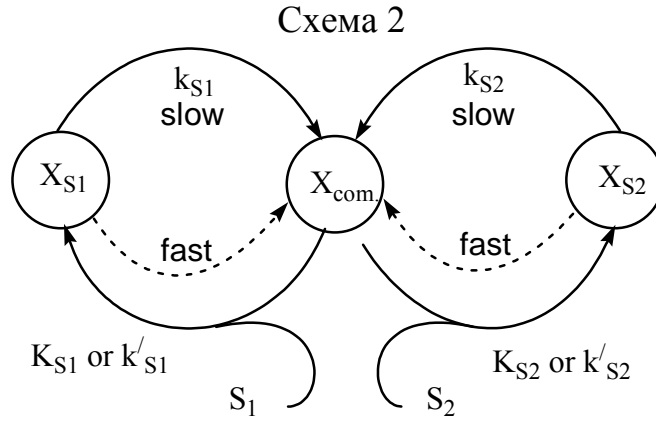 Схема 2
k_S1
slow
k_S2
slow
X_S1
X_com.
X_S2
fast
fast
K_S1 or k/_S1
K_S2 or k/_S2
S_1
S_2